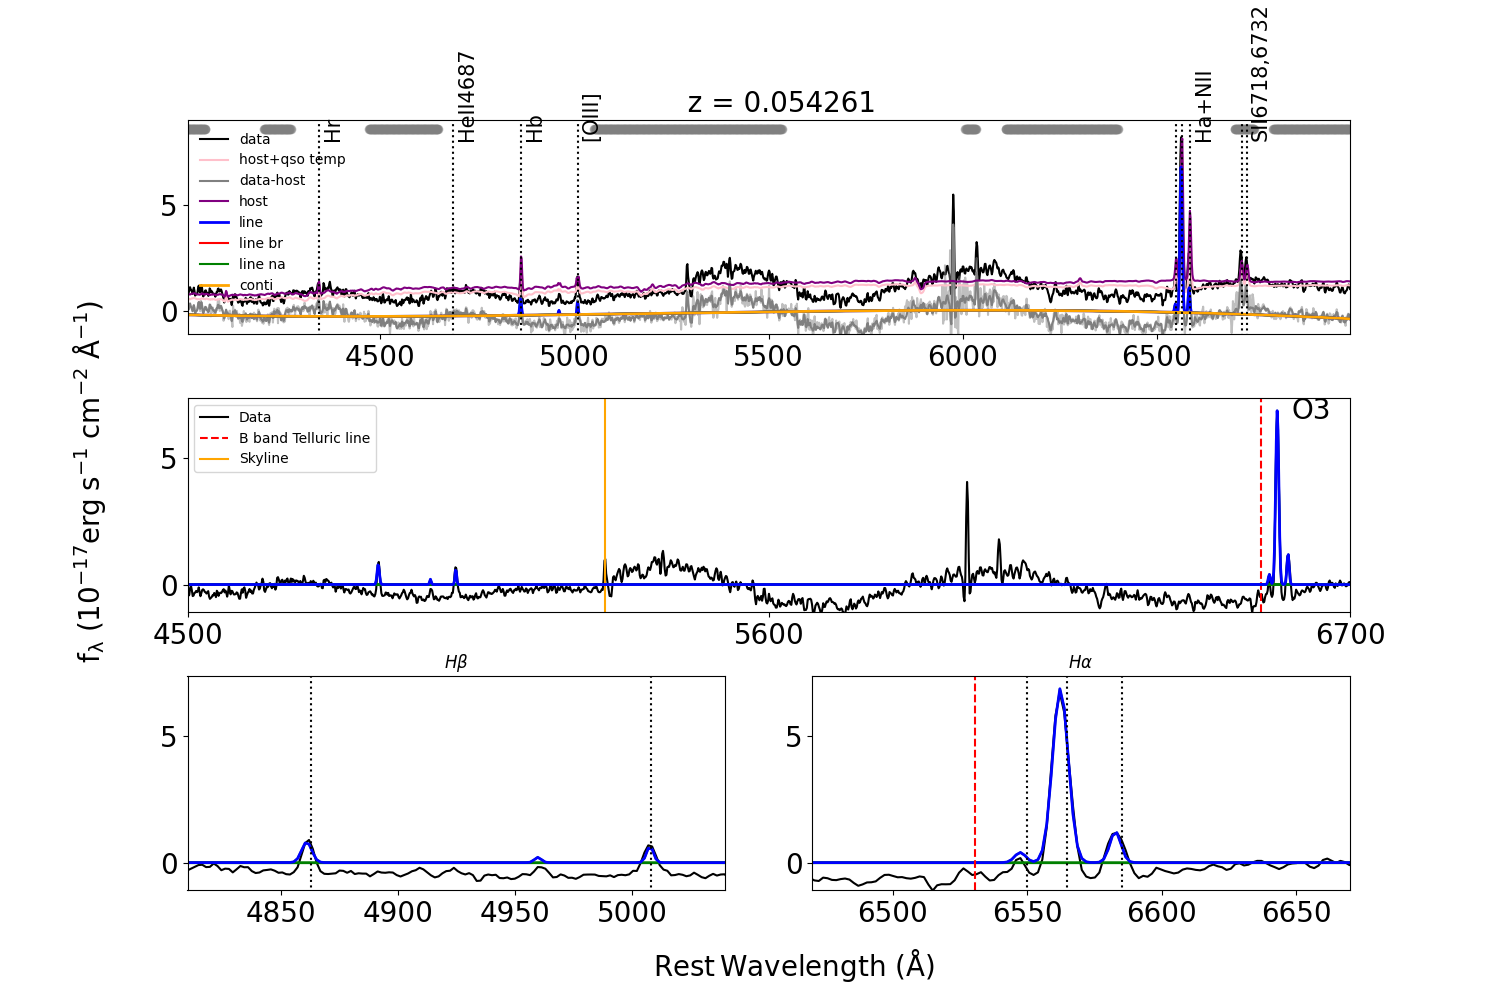 z = 0.054261
Hr
HeII4687
Hb
[OIII]
Ha+NII
SII6718,6732
data
host+qso temp
data-host
host
line
line br
line na
conti
5
0
4500
5000
5500
6000
6500
f_λ (10^{-17} erg s^{-1} cm^{-2} Å^{-1})
O3
Data
B band Telluric line
Skyline
5
0
4500
5600
6700
Hβ
5
0
4850
4900
4950
5000
Hα
5
0
6500
6550
6600
6650
Rest Wavelength (Å)